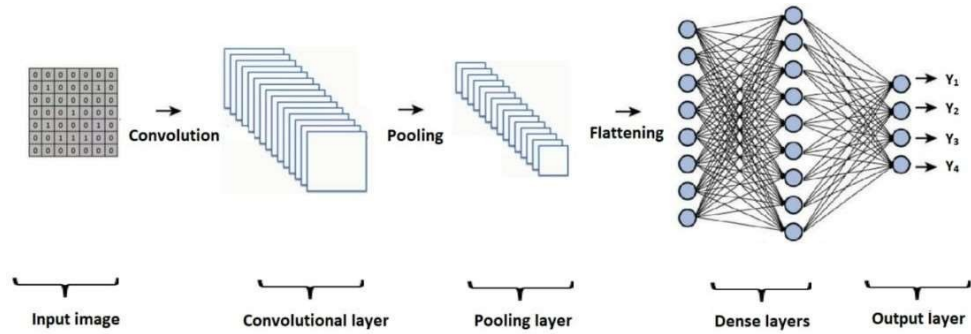 Convolution
Pooling
Flattening
Y₁
Y₂
Y₃
Y₄
Input image
Convolutional layer
Pooling layer
Dense layers
Output layer